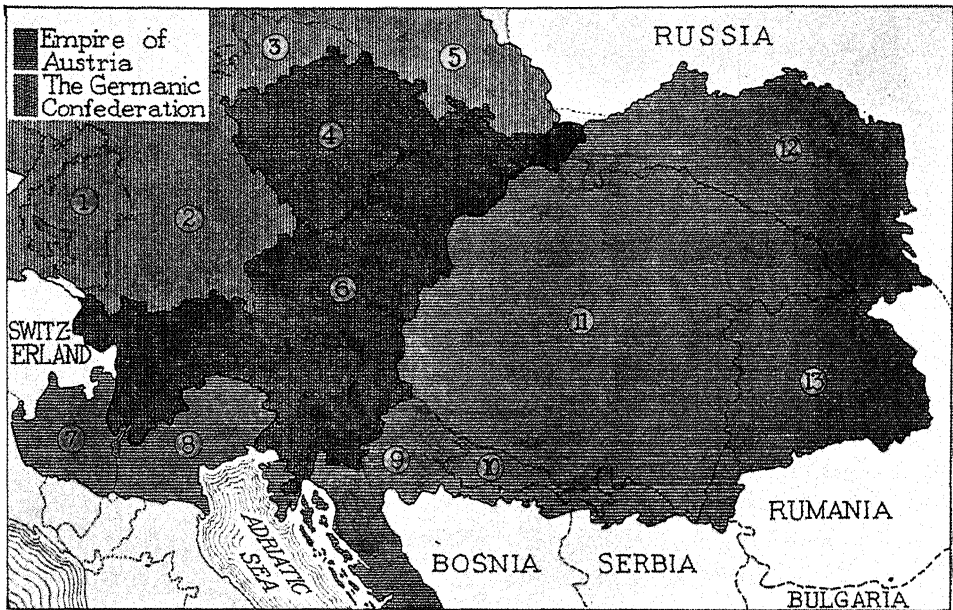 Empire of
Austria
The Germanic
Confederation
3
5
RUSSIA
4
12
1
2
6
11
SWITZ-
ERLAND
13
7
8
9
10
ADRIATIC
SEA
BOSNIA
SERBIA
RUMANIA
BULGARIA